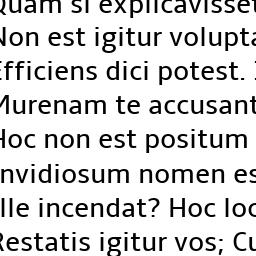 Quam si explicavisset
Non est igitur volupta
Efficiens dici potest.
Murenam te accusant
Hoc non est positum
nvidiosum nomen es
Ille incendat? Hoc loc
Restatis igitur vos; Cu